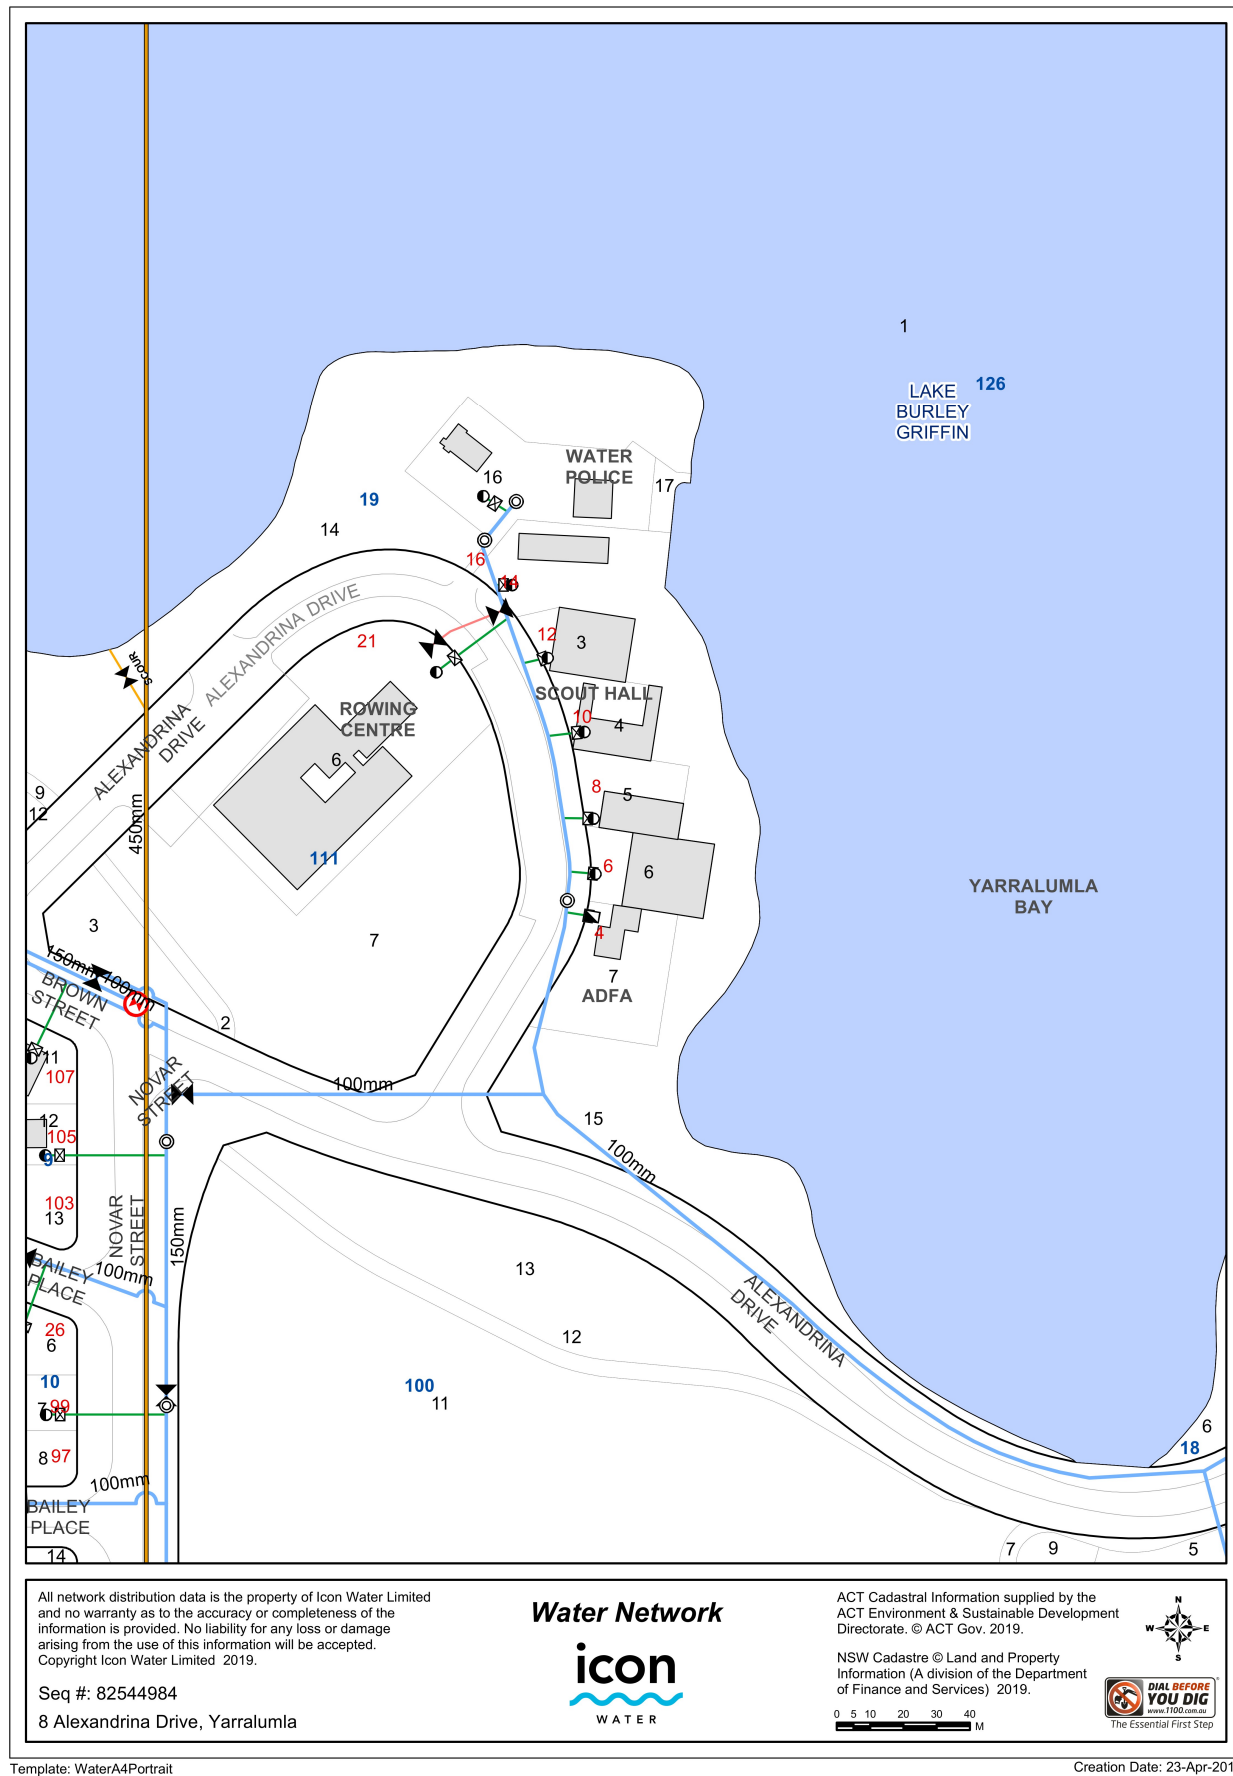 1
126
LAKE
BURLEY
GRIFFIN
WATER
POLICE
16
17
19
14
16
12
3
21
SCOUR
ALEXANDRINA DRIVE
SCOUT HALL
ROWING
CENTRE
10
4
ALEXANDRINA
DRIVE
6
9
12
450mm
8
5
111
6
6
YARRALUMLA
BAY
3
7
4
7
ADFA
150mm
100mm
BROWN
STREET
2
11
107
NOVAR
STREET
100mm
12
105
9
15
100mm
103
13
NOVAR
STREET
150mm
BAILEY
PLACE
100mm
13
ALEXANDRINA
DRIVE
12
26
6
10
100
11
7
99
8
97
6
18
100mm
BAILEY
PLACE
14
7
9
5
All network distribution data is the property of Icon Water Limited
and no warranty as to the accuracy or completeness of the
information is provided. No liability for any loss or damage
arising from the use of this information will be accepted.
Copyright Icon Water Limited 2019.
Seq #: 82544984
8 Alexandrina Drive, Yarralumla
Water Network
icon
WATER
ACT Cadastral Information supplied by the
ACT Environment & Sustainable Development
Directorate. © ACT Gov. 2019.
NSW Cadastre © Land and Property
Information (A division of the Department
of Finance and Services) 2019.
0 5 10 20 30 40
M
N
W E
S
DIAL BEFORE
YOU DIG
www.1100.com.au
The Essential First Step
Template: WaterA4Portrait
Creation Date: 23-Apr-201